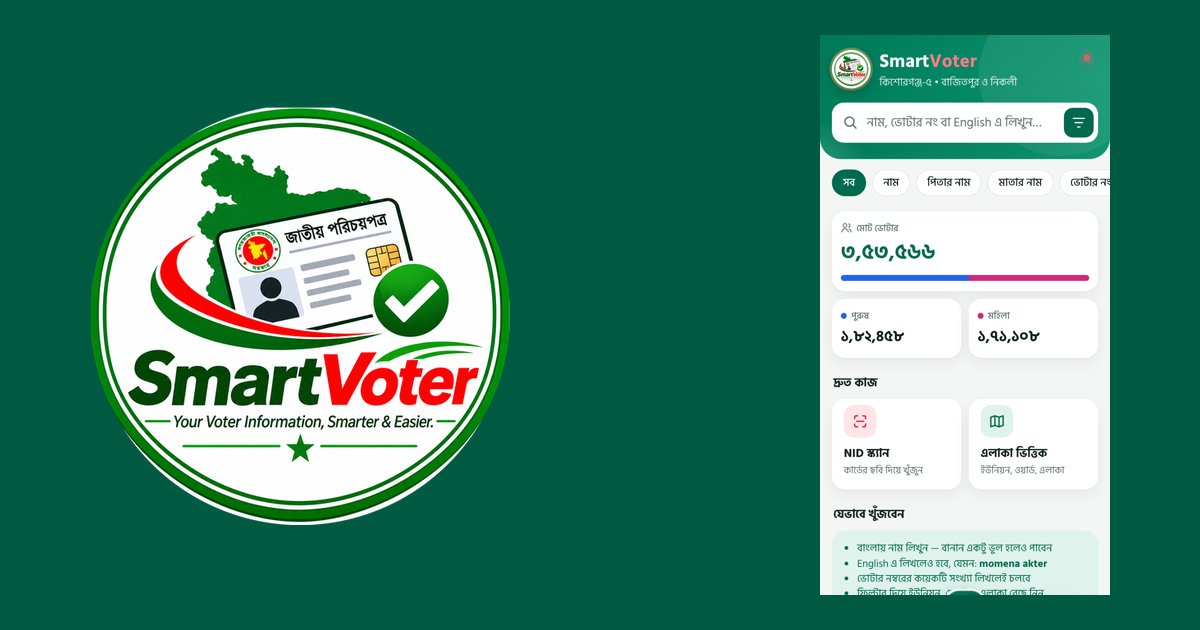 জাতীয় পরিচয়পত্র
SmartVoter
Your Voter Information, Smarter & Easier.
SmartVoter
SmartVoter
কিশোরগঞ্জ-৫ • বাজিতপুর ও নিকলী
নাম, ভোটার নং বা English এ লিখুন...
সব
নাম
পিতার নাম
মাতার নাম
ভোটার নং
মোট ভোটার
৩,৫৩,৫৬৬
পুরুষ
মহিলা
১,৮২,৪৫৮
১,৭১,১০৮
দ্রুত কাজ
NID স্ক্যান
এলাকা ভিত্তিক
কার্ডের ছবি দিয়ে খুঁজুন
ইউনিয়ন, ওয়ার্ড, এলাকা
যেভাবে খুঁজবেন
• বাংলায় নাম লিখুন — বানান একটু ভুল হলেও পাবেন
• English এ লিখলেও হবে, যেমন: momena akter
• ভোটার নম্বরের কয়েকটি সংখ্যা লিখলেই চলবে